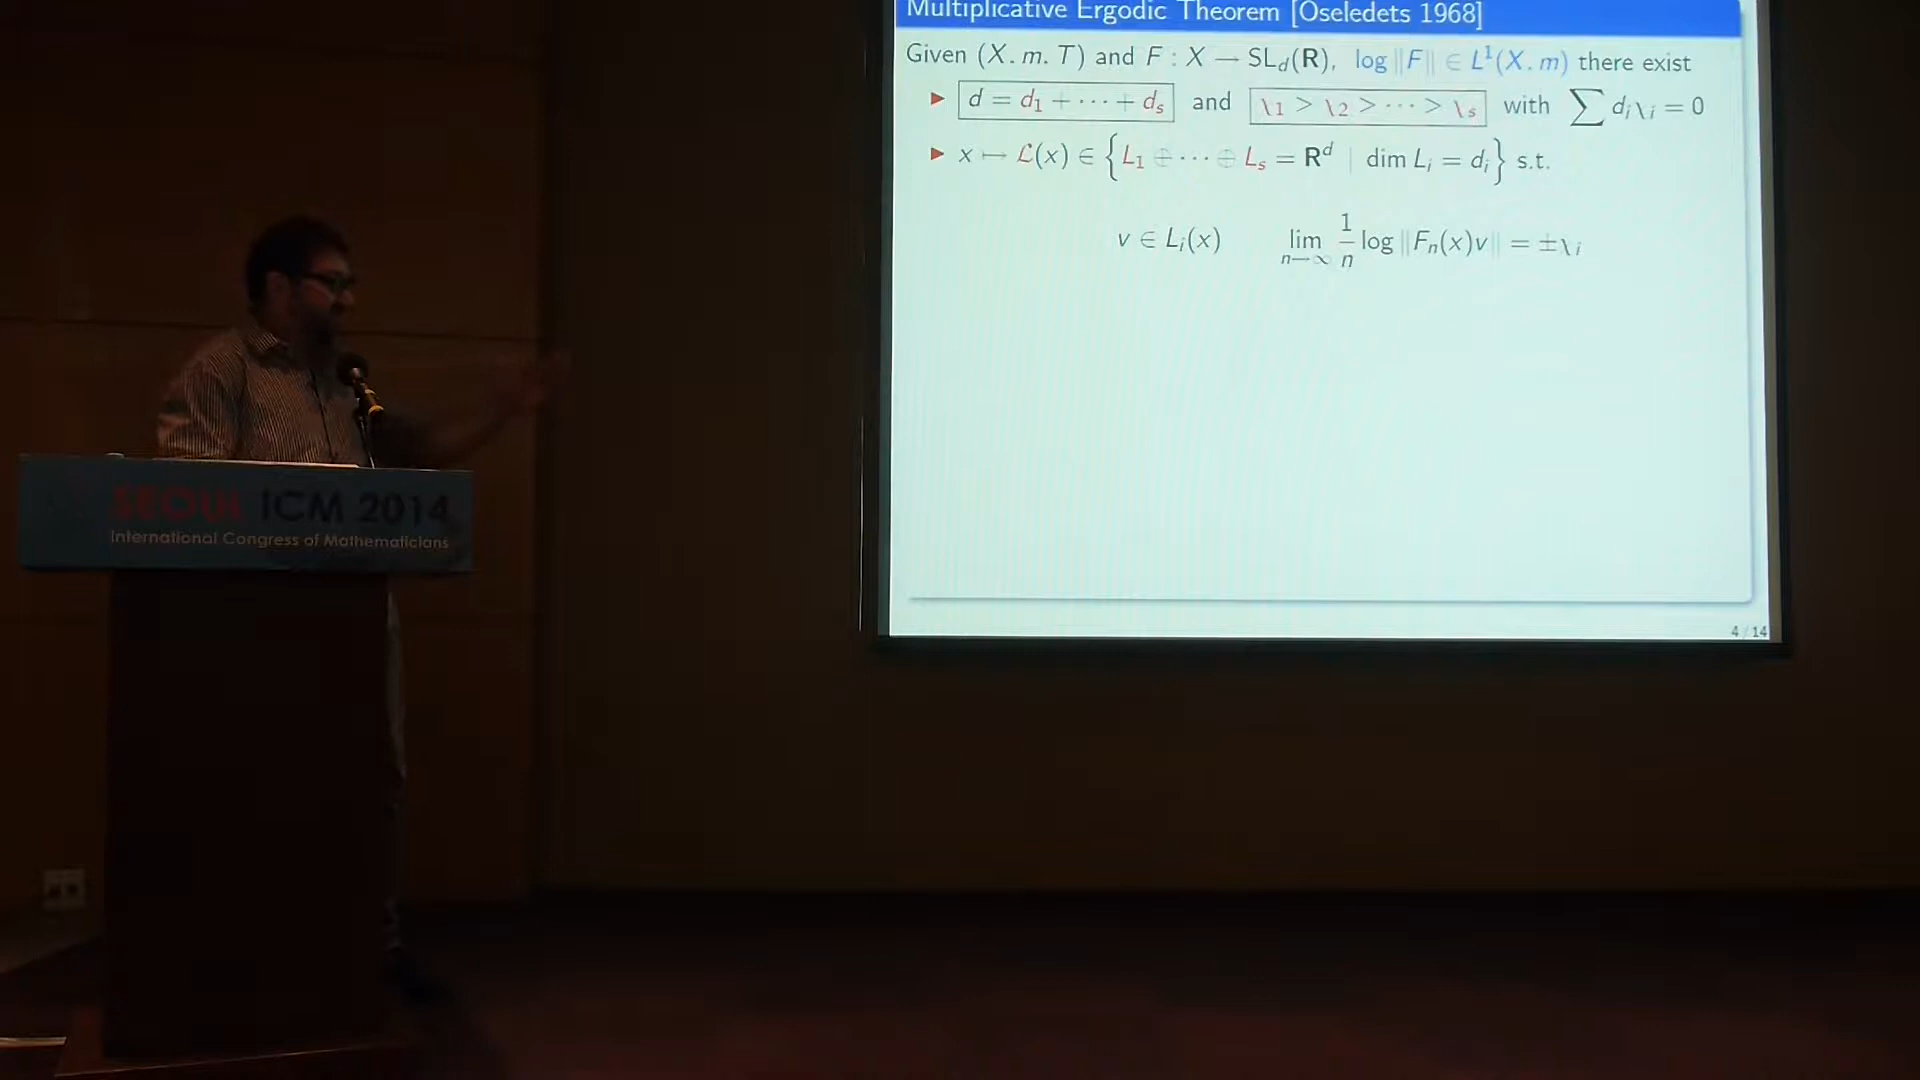 Multiplicative Ergodic Theorem [Oseledets 1968]
Given (X, m, T) and F : X → SL_d(R), log ‖F‖ ∈ L¹(X, m) there exist
▶ d = d₁ + ⋯ + d_s and λ₁ > λ₂ > ⋯ > λ_s with ∑ d_iλ_i = 0
▶ x ↦ ℒ(x) ∈ {L₁ ⊕ ⋯ ⊕ L_s = R^d | dim L_i = d_i} s.t.
v ∈ L_i(x) lim_{n→∞} 1/n log ‖F_n(x)v‖ = ±λ_i
4 / 14
SEOUL ICM 2014
International Congress of Mathematicians